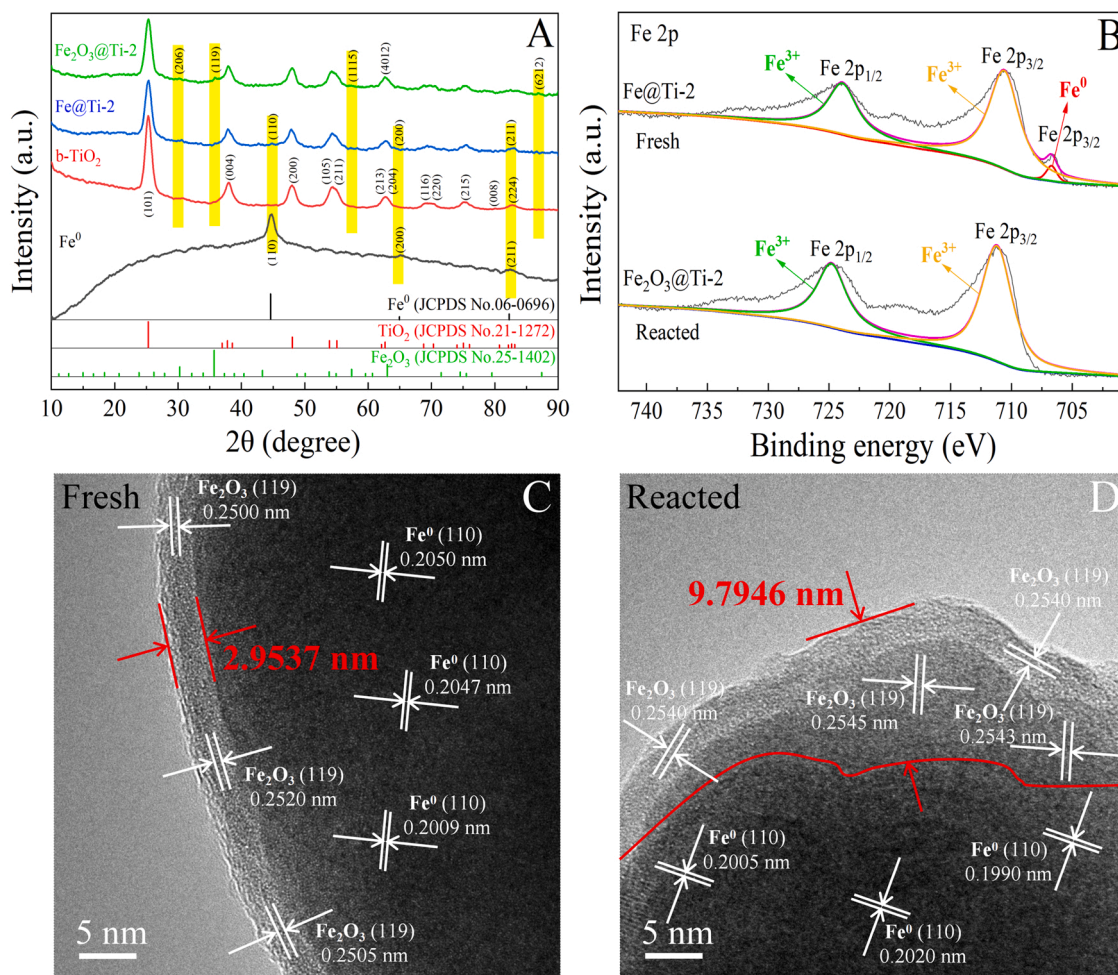 A
Fe₂O₃@Ti-2
(206)
(119)
(1115)
(4012)
(6212)
Fe@Ti-2
(110)
(200)
(211)
b-TiO₂
(101)
(004)
(200)
(105)
(211)
(213)
(204)
(116)
(220)
(215)
(008)
(224)
Fe⁰
(110)
(200)
(211)
Fe⁰ (JCPDS No.06-0696)
TiO₂ (JCPDS No.21-1272)
Fe₂O₃ (JCPDS No.25-1402)
10 20 30 40 50 60 70 80 90
2θ (degree)
Intensity (a.u.)
B
Fe 2p
Fe@Ti-2
Fresh
Fe³⁺
Fe 2p₁/₂
Fe³⁺
Fe 2p₃/₂
Fe⁰
Fe 2p₃/₂
Fe³⁺
Fe 2p₁/₂
Fe³⁺
Fe 2p₃/₂
Fe₂O₃@Ti-2
Reacted
740 735 730 725 720 715 710 705
Binding energy (eV)
Intensity (a.u.)
Fresh
C
Fe₂O₃ (119)
0.2500 nm
Fe⁰ (110)
0.2050 nm
2.9537 nm
Fe⁰ (110)
0.2047 nm
Fe₂O₃ (119)
0.2520 nm
Fe⁰ (110)
0.2009 nm
Fe₂O₃ (119)
0.2505 nm
5 nm
Reacted
D
9.7946 nm
Fe₂O₃ (119)
0.2540 nm
Fe₂O₃ (119)
0.2540 nm
Fe₂O₃ (119)
0.2545 nm
Fe₂O₃ (119)
0.2543 nm
Fe⁰ (110)
0.2005 nm
Fe⁰ (110)
0.1990 nm
Fe⁰ (110)
0.2020 nm
5 nm